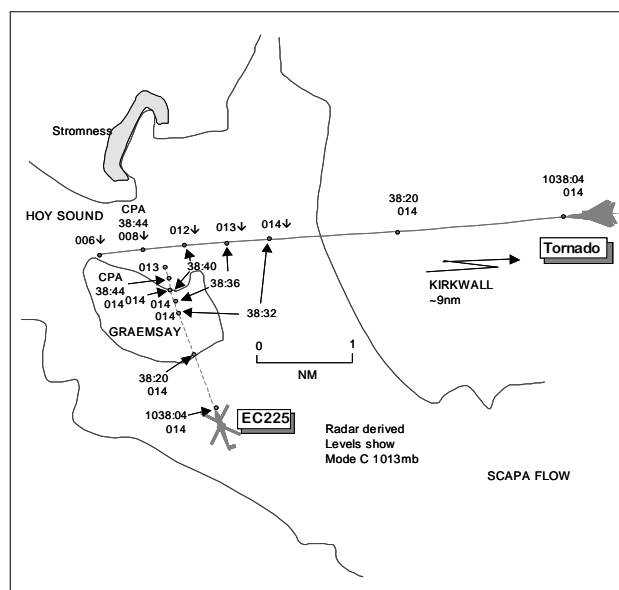 Stromness
1038:04
014
38:20
014
Tornado
HOY SOUND
CPA
38:44
008↓
006↓
012↓
013↓
014↓
KIRKWALL
~9nm
013
CPA
38:44
014
014
38:40
014
38:36
014
38:32
GRAEMSAY
0
1
NM
38:20
014
1038:04
014
EC225
Radar derived
Levels show
Mode C 1013mb
SCAPA FLOW